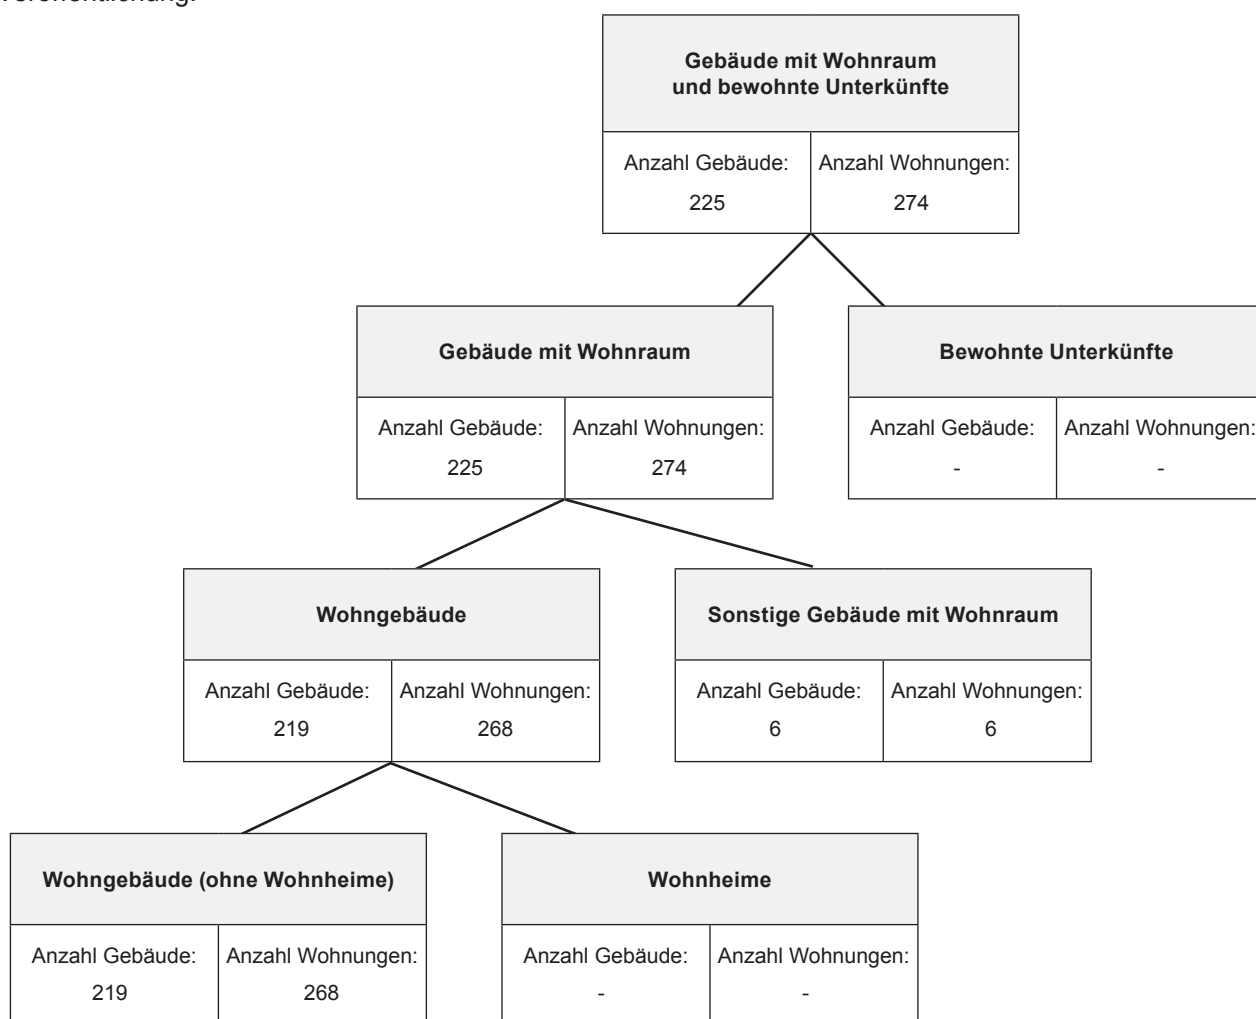 Gebäude mit Wohnraum
und bewohnte Unterkünfte
Anzahl Gebäude: Anzahl Wohnungen:
225 274
Gebäude mit Wohnraum
Bewohnte Unterkünfte
Anzahl Gebäude: Anzahl Wohnungen:
225 274
Anzahl Gebäude: Anzahl Wohnungen:
- -
Wohngebäude
Sonstige Gebäude mit Wohnraum
Anzahl Gebäude: Anzahl Wohnungen:
219 268
Anzahl Gebäude: Anzahl Wohnungen:
6 6
Wohngebäude (ohne Wohnheime)
Wohnheime
Anzahl Gebäude: Anzahl Wohnungen:
219 268
Anzahl Gebäude: Anzahl Wohnungen:
- -